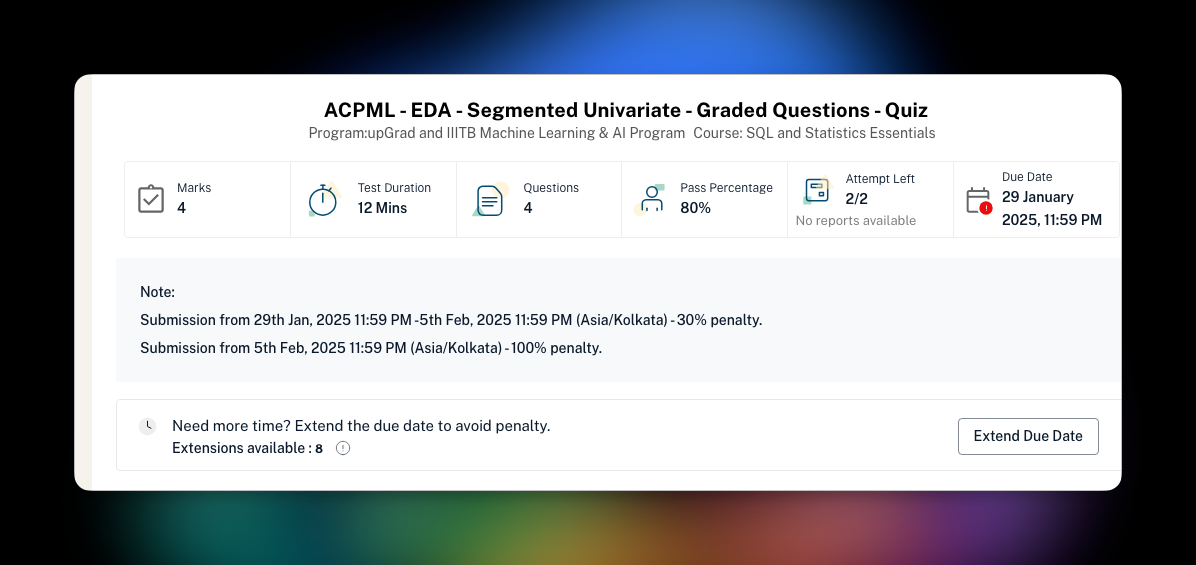 ACPML - EDA - Segmented Univariate - Graded Questions - Quiz
Program:upGrad and IIITB Machine Learning & AI Program Course: SQL and Statistics Essentials
Marks
4
Test Duration
12 Mins
Questions
4
Pass Percentage
80%
Attempt Left
2/2
No reports available
Due Date
29 January
2025, 11:59 PM
Note:
Submission from 29th Jan, 2025 11:59 PM - 5th Feb, 2025 11:59 PM (Asia/Kolkata) - 30% penalty.
Submission from 5th Feb, 2025 11:59 PM (Asia/Kolkata) - 100% penalty.
Need more time? Extend the due date to avoid penalty.
Extensions available : 8
Extend Due Date